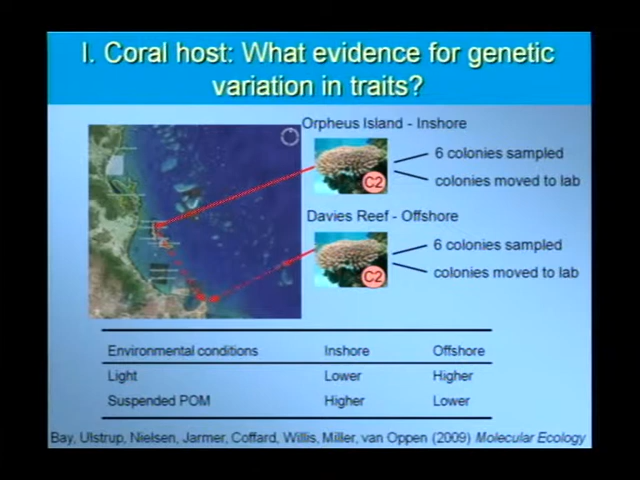 I. Coral host: What evidence for genetic
variation in traits?
Orpheus Island - Inshore
6 colonies sampled
colonies moved to lab
C2
Davies Reef - Offshore
6 colonies sampled
colonies moved to lab
C2
Environmental conditions Inshore Offshore
Light Lower Higher
Suspended POM Higher Lower
Bay, Ulstrup, Nielsen, Jarmer, Coffard, Willis, Miller, van Oppen (2009) Molecular Ecology